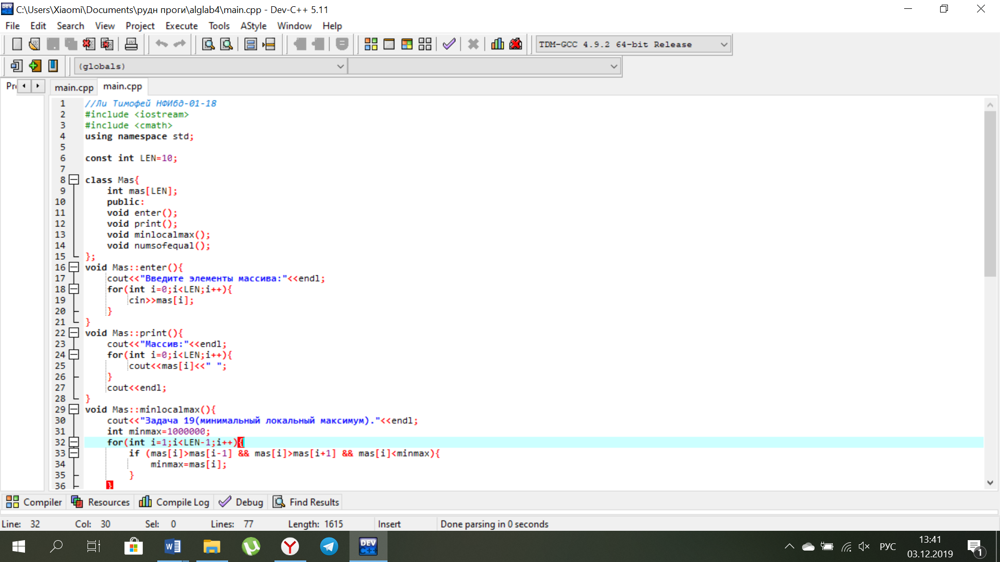 C:\Users\Xiaomi\Documents\рудн проги\alglab4\main.cpp - Dev-C++ 5.11
File Edit Search View Project Execute Tools AStyle Window Help
TDM-GCC 4.9.2 64-bit Release
(globals)
main.cpp main.cpp
1 //Ли Тимофей НФИбд-01-18
2 #include <iostream>
3 #include <cmath>
4 using namespace std;
5
6 const int LEN=10;
7
8 class Mas{
9 int mas[LEN];
10 public:
11 void enter();
12 void print();
13 void minlocalmax();
14 void numsofequal();
15 };
16 void Mas::enter(){
17 cout<<"Введите элементы массива:"<<endl;
18 for(int i=0;i<LEN;i++){
19 cin>>mas[i];
20 }
21 }
22 void Mas::print(){
23 cout<<"Массив:"<<endl;
24 for(int i=0;i<LEN;i++){
25 cout<<mas[i]<<" ";
26 }
27 cout<<endl;
28 }
29 void Mas::minlocalmax(){
30 cout<<"Задача 19(минимальный локальный максимум)."<<endl;
31 int minmax=1000000;
32 for(int i=1;i<LEN-1;i++){
33 if (mas[i]>mas[i-1] && mas[i]>mas[i+1] && mas[i]<minmax){
34 minmax=mas[i];
35 }
36 }
Compiler Resources Compile Log Debug Find Results
Line: 32 Col: 30 Sel: 0 Lines: 77 Length: 1615 Insert Done parsing in 0 seconds
DEV C++
РУС
13:41
03.12.2019
1